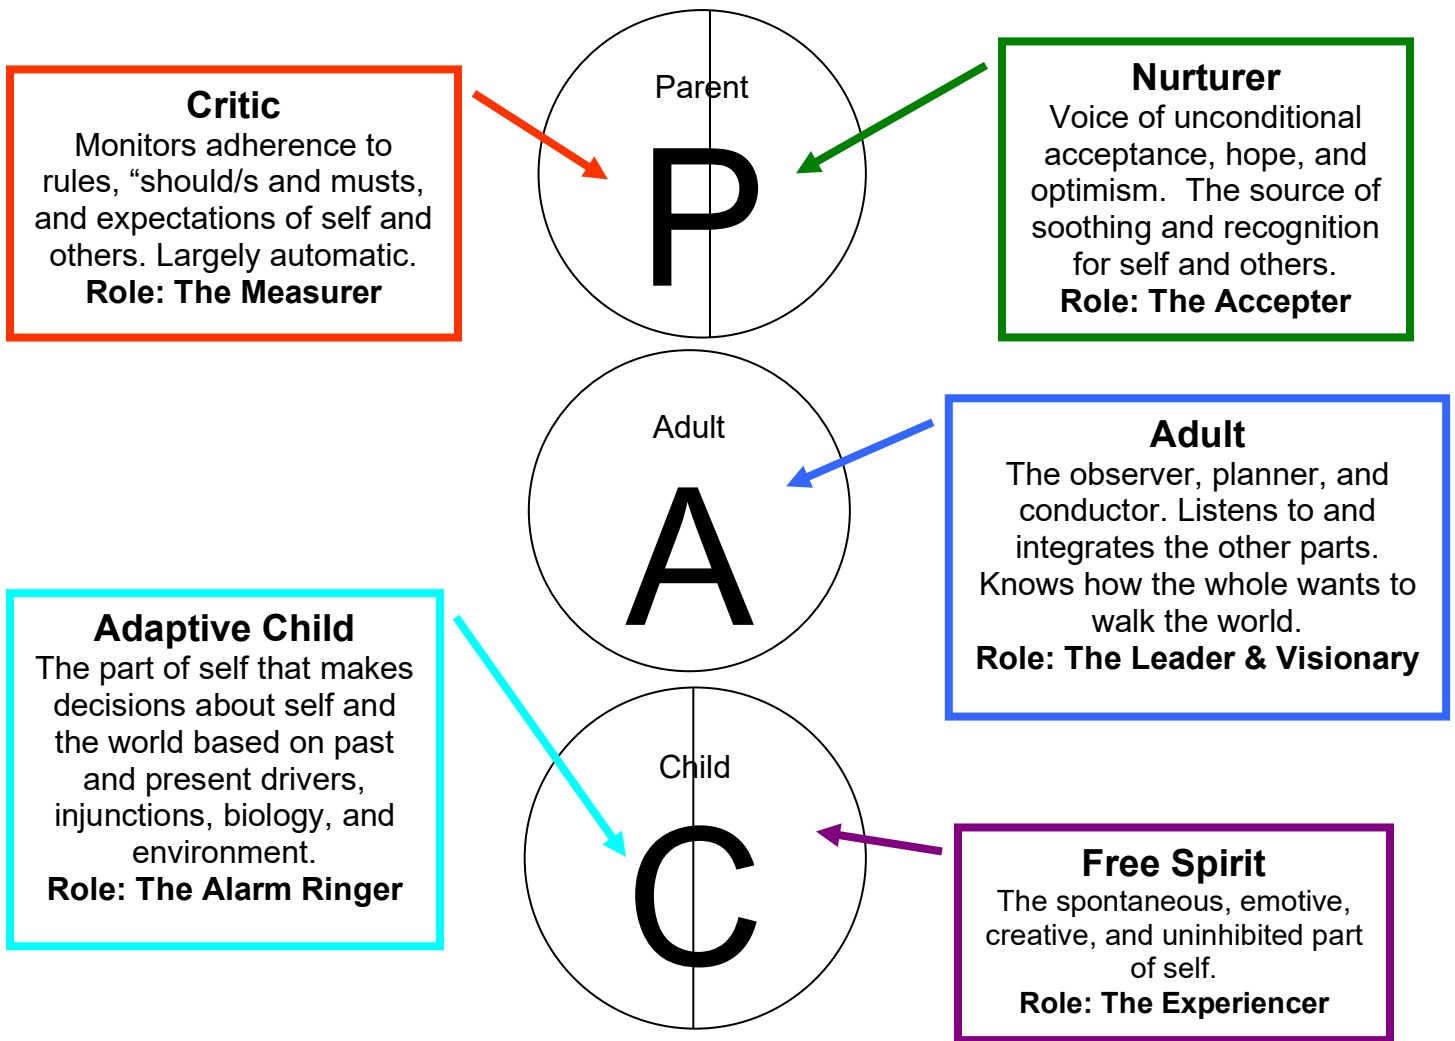 Parent
P
Critic
Monitors adherence to
rules, “should/s and musts,
and expectations of self and
others. Largely automatic.
Role: The Measurer
Nurturer
Voice of unconditional
acceptance, hope, and
optimism.  The source of
soothing and recognition
for self and others.
Role: The Accepter
Adult
A
Adult
The observer, planner, and
conductor. Listens to and
integrates the other parts.
Knows how the whole wants to
walk the world.
Role: The Leader & Visionary
Adaptive Child
The part of self that makes
decisions about self and
the world based on past
and present drivers,
injunctions, biology, and
environment.
Role: The Alarm Ringer
Child
C
Free Spirit
The spontaneous, emotive,
creative, and uninhibited part
of self.
Role: The Experiencer